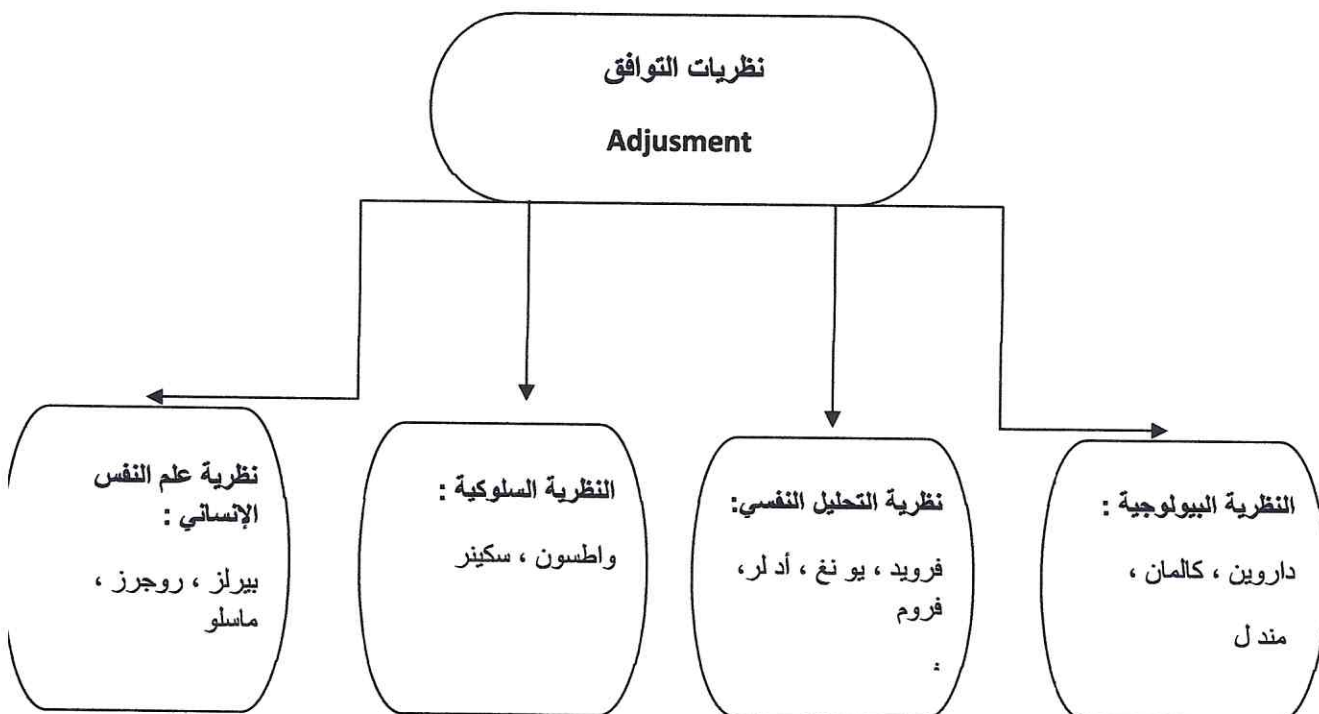 نظريات التوافق
Adjusment
النظرية البيولوجية :
داروين ، كالمان ،
مند ل
نظرية التحليل النفسي:
فرويد ، يو نغ ، أد لر،
فروم
:
النظرية السلوكية :
واطسون ، سكينر
نظرية علم النفس
الإنساني :
بيرلز ، روجرز ،
ماسلو